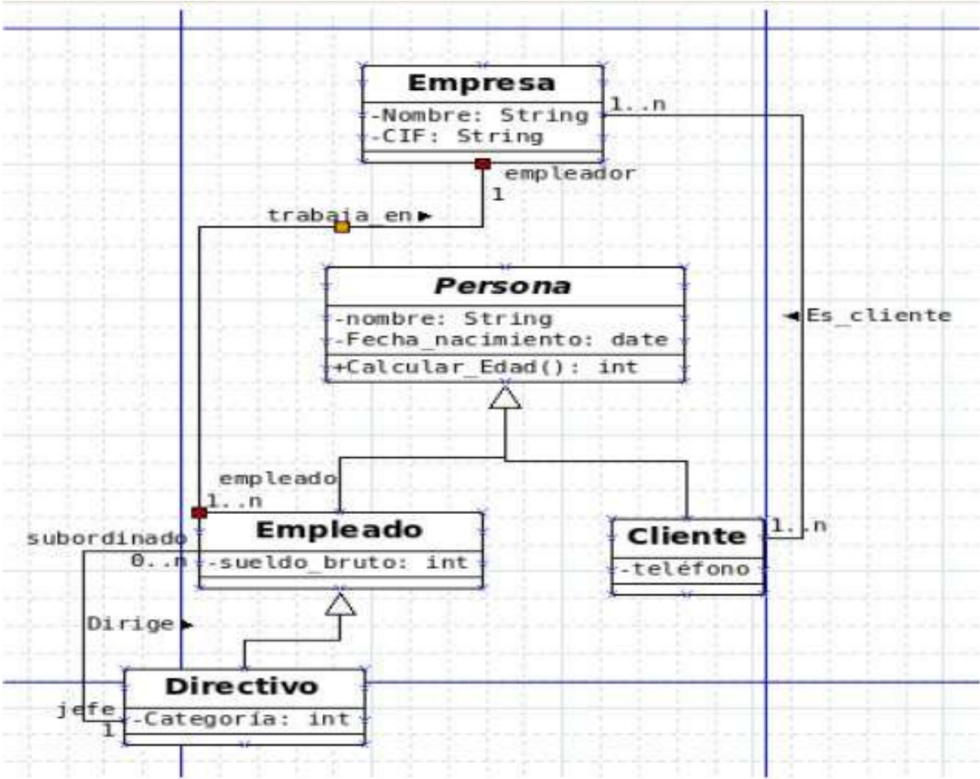 Empresa
-Nombre: String
-CIF: String
1..n
empleador
1
trabaja_en
Persona
-nombre: String
-Fecha_nacimiento: date
+Calcular_Edad(): int
Es_cliente
empleado
1..n
Empleado
-sueldo_bruto: int
1..n
Cliente
-teléfono
subordinado
0..n
Dirige
Directivo
-Categoría: int
jefe
1